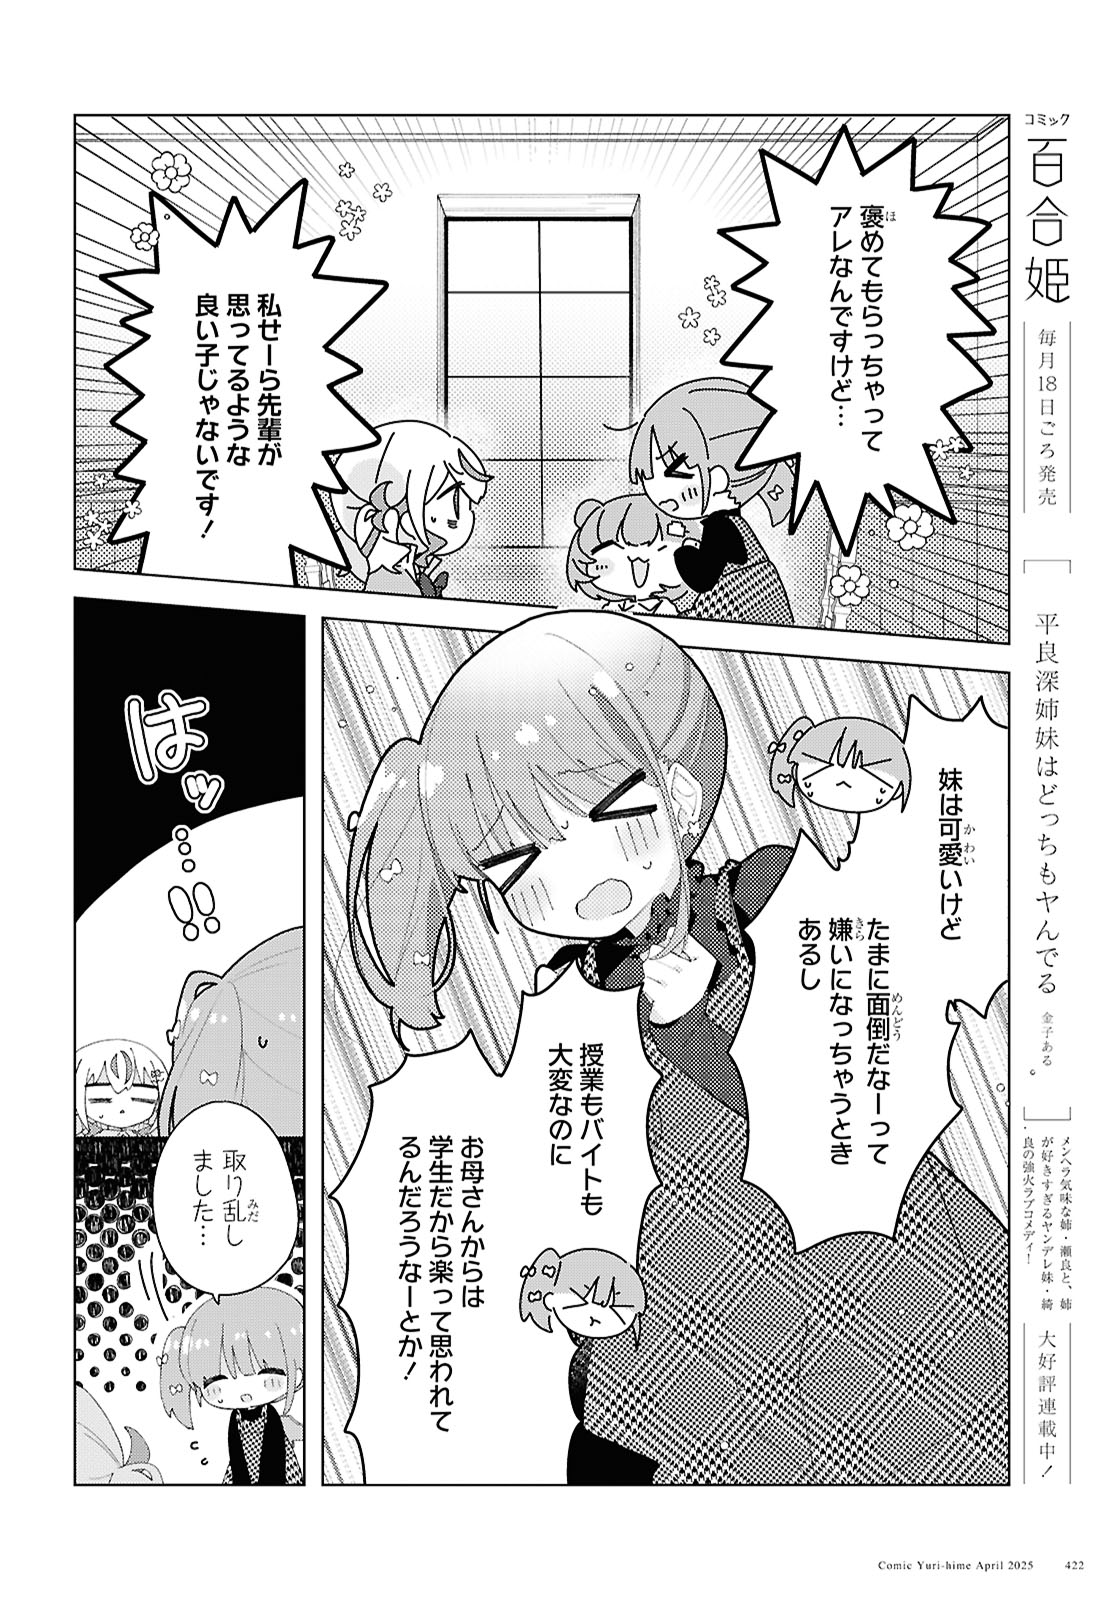 褒めてもらっちゃって
アレなんですけど…
私せーら先輩が
思ってるような
良い子じゃないです！
妹は可愛いけど
たまに面倒だなーって
嫌いになっちゃうとき
あるし
授業もバイトも
大変なのに
お母さんからは
学生だから楽って思われて
るんだろうなーとか！
はッ…!!
取り乱し
ました…
コミック
百合姫
毎月18日ごろ発売
平良深姉妹はどっちもヤんでる
金子ある
メンヘラ気味な姉・瀬良と、姉
が好きすぎるヤンデレ妹・綺
良の強火ラブコメディ！
大好評連載中！
Comic Yuri-hime April 2025 422